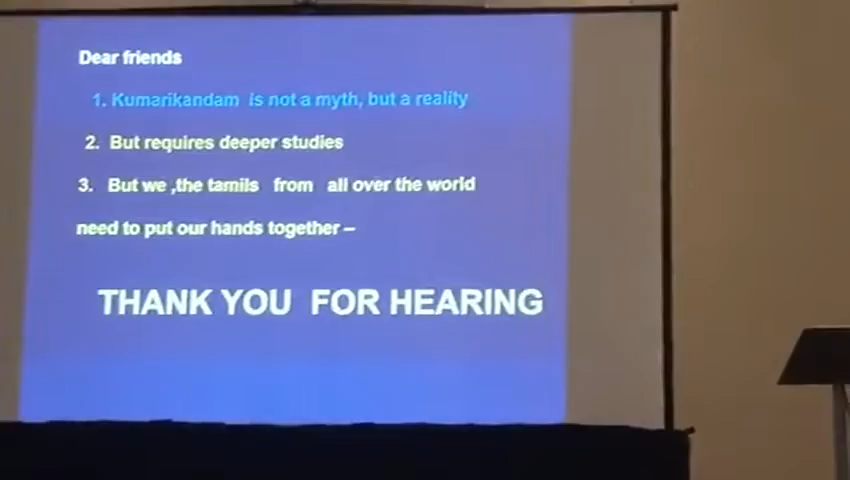 Dear friends
1. Kumarikandam is not a myth, but a reality
2. But requires deeper studies
3. But we ,the tamils from all over the world
need to put our hands together –
THANK YOU FOR HEARING